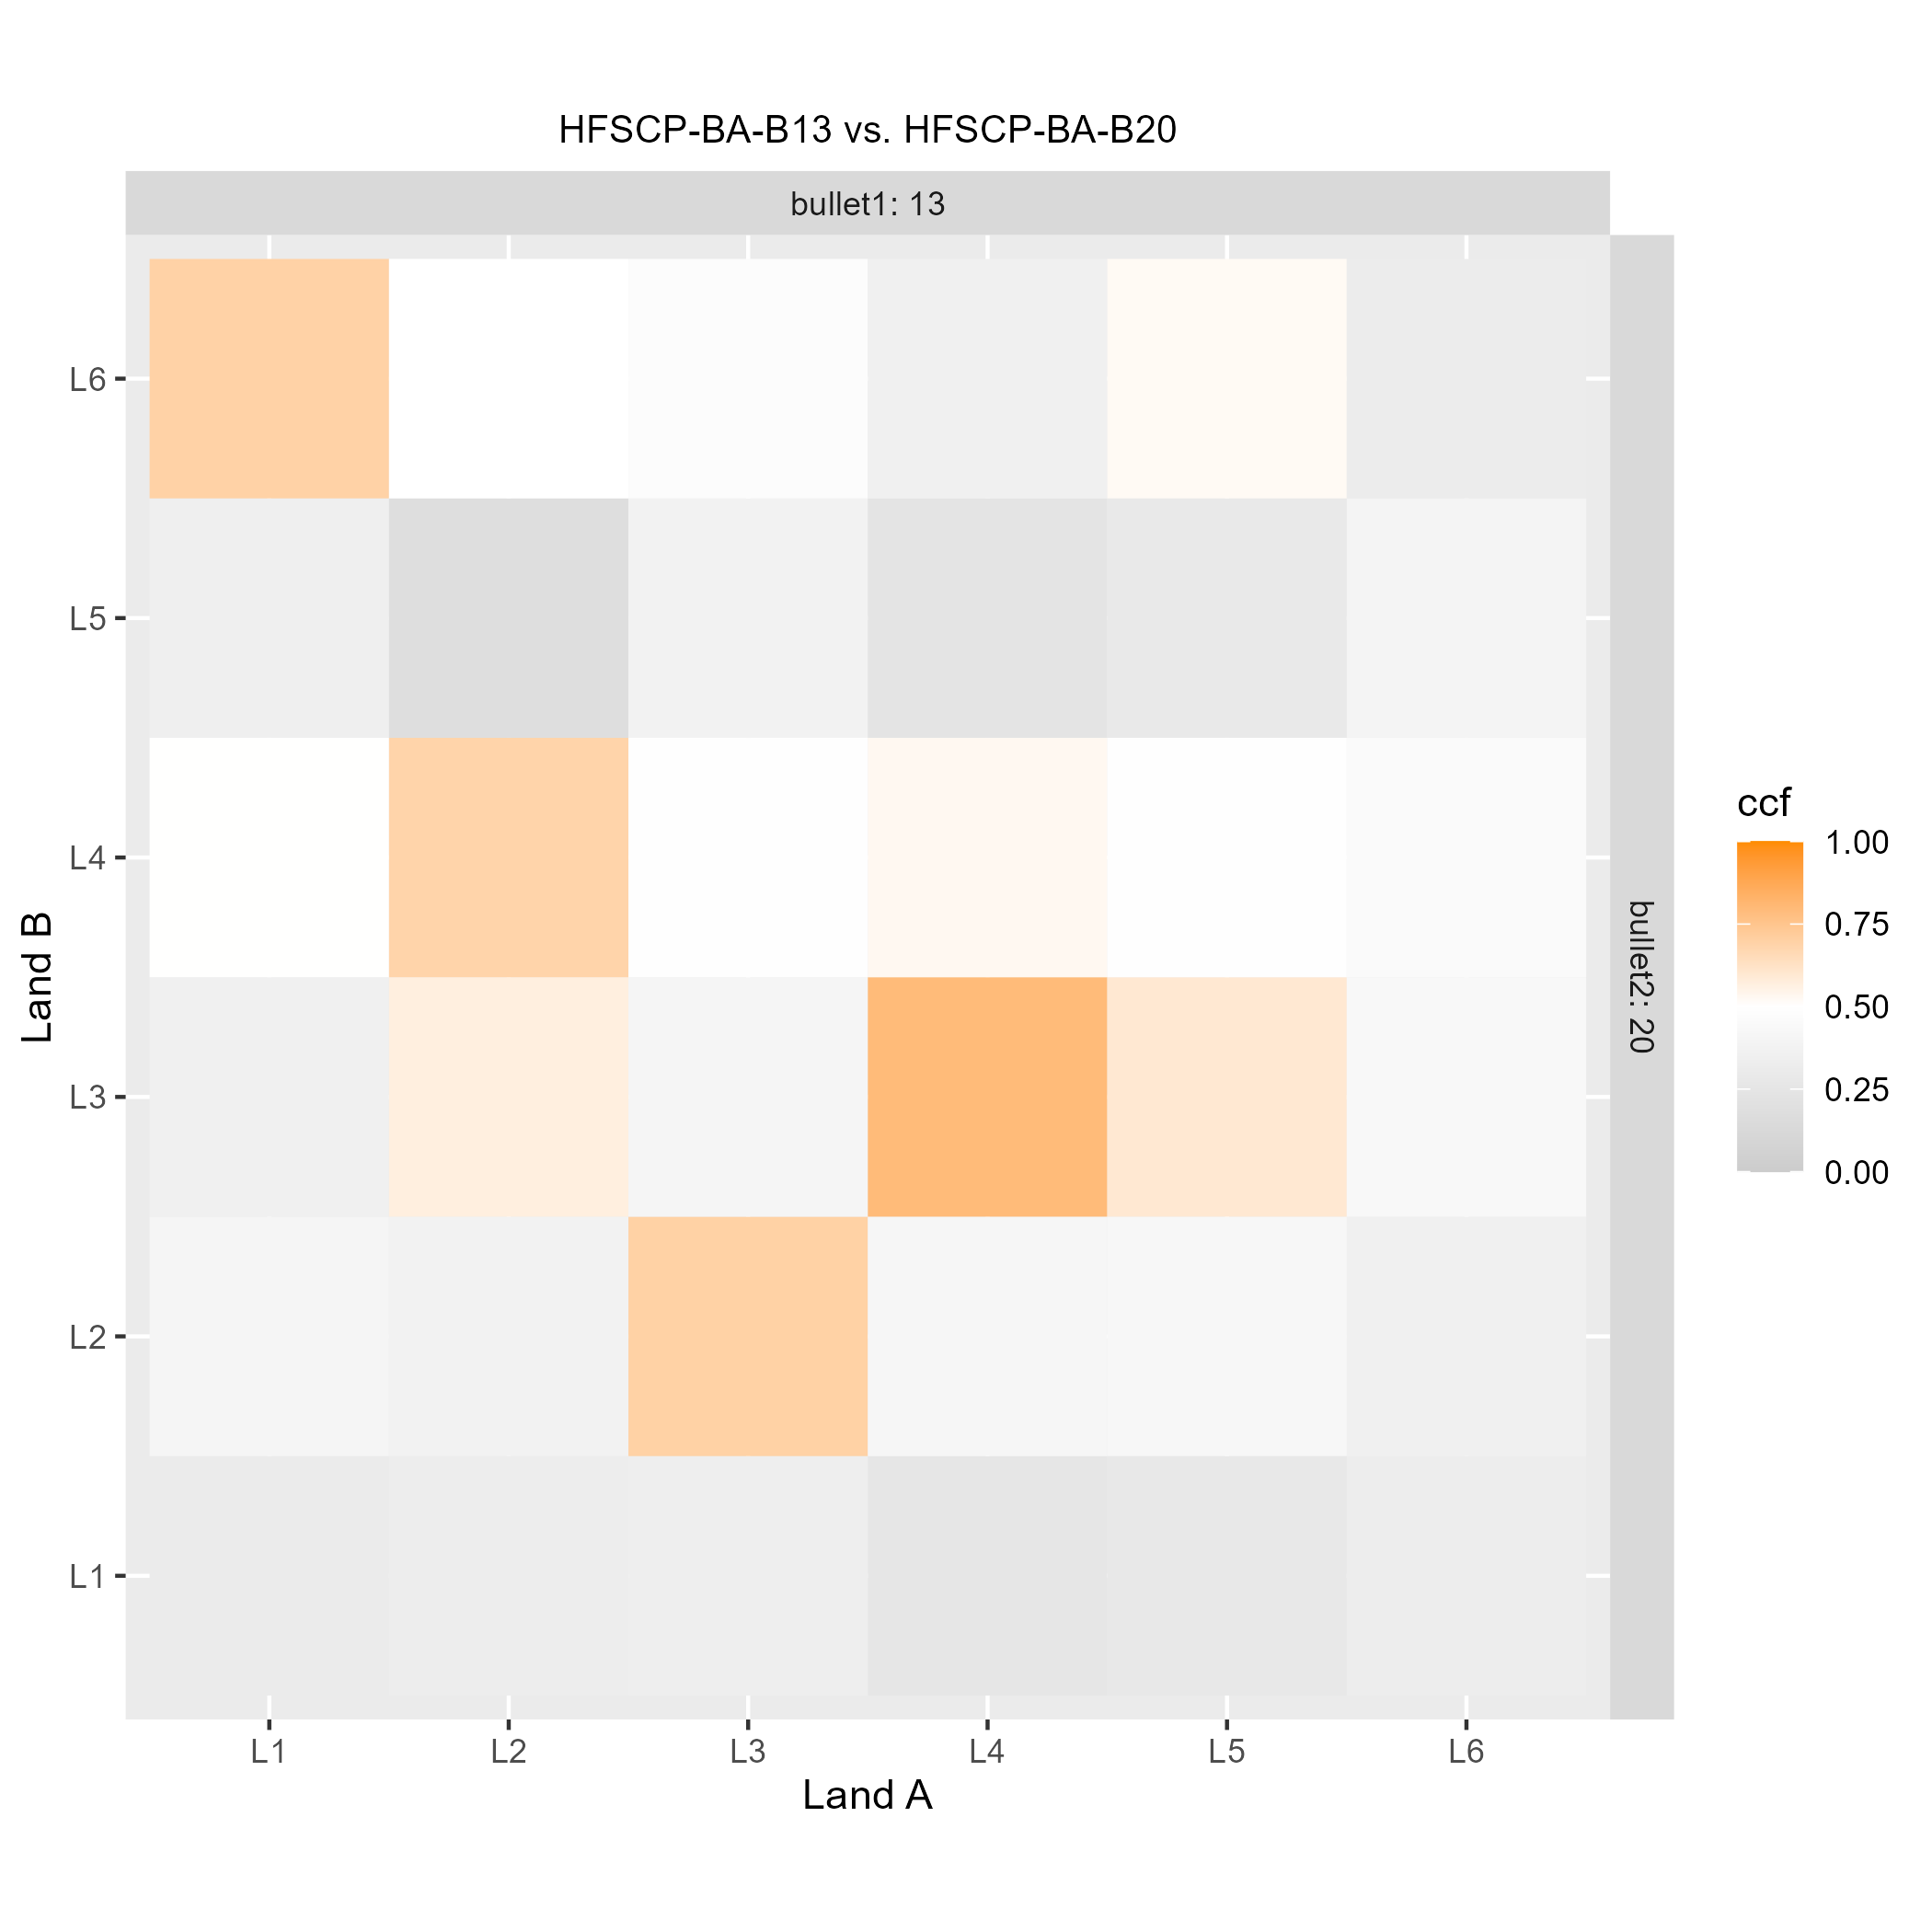 HFSCP-BA-B13 vs. HFSCP-BA-B20
bullet1: 13
L6
L5
L4
L3
L2
L1
Land B
L1 L2 L3 L4 L5 L6
Land A
bullet2: 20
ccf
1.00
0.75
0.50
0.25
0.00